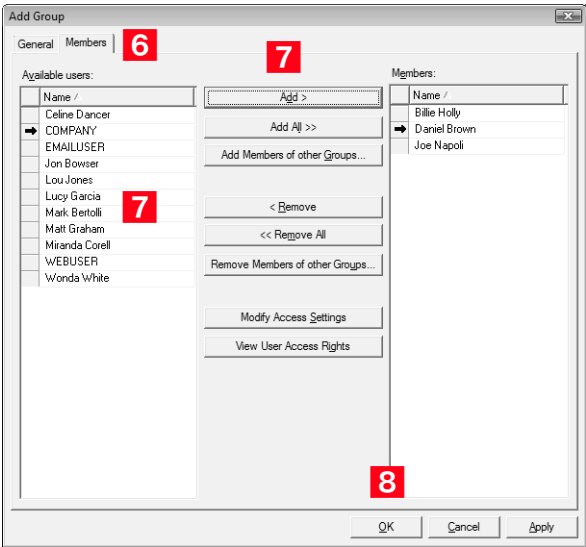 Add Group
General Members 6
7
Available users:
Name
Celine Dancer
COMPANY
EMAILUSER
Jon Bowser
Lou Jones
Lucy Garcia
Mark Bertolli
Matt Graham
Miranda Corell
WEBUSER
Wonda White
7
Add >
Add All >>
Add Members of other Groups...
< Remove
<< Remove All
Remove Members of other Groups...
Modify Access Settings
View User Access Rights
Members:
Name
Billie Holly
Daniel Brown
Joe Napoli
8
OK Cancel Apply